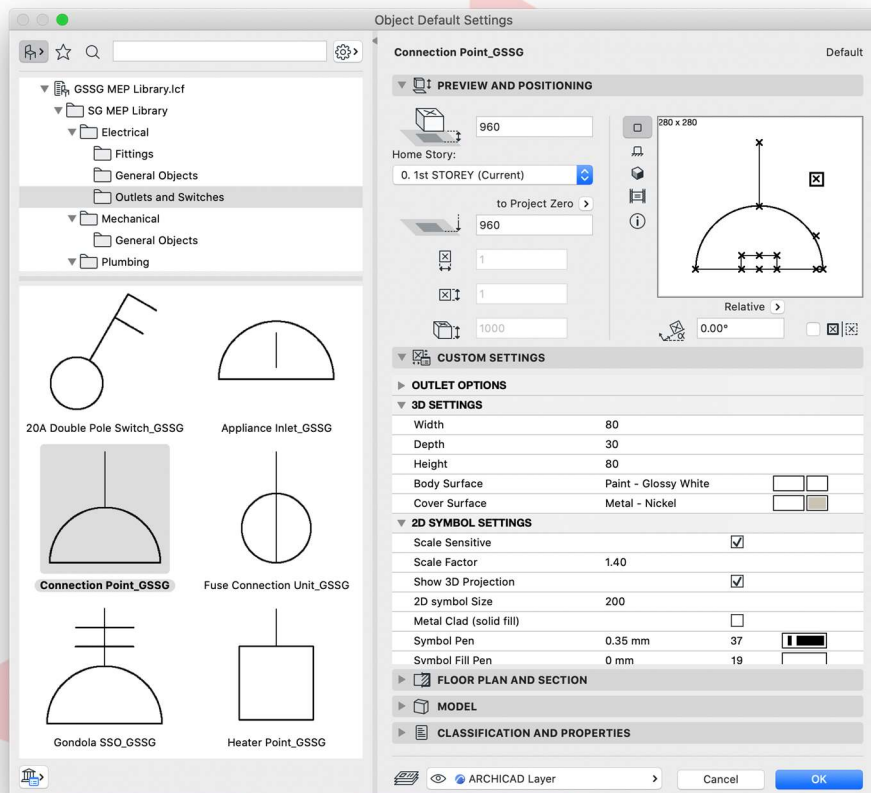 Object Default Settings
GSSG MEP Library.lcf
SG MEP Library
Electrical
Fittings
General Objects
Outlets and Switches
Mechanical
General Objects
Plumbing
20A Double Pole Switch_GSSG
Appliance Inlet_GSSG
Connection Point_GSSG
Fuse Connection Unit_GSSG
Gondola SSO_GSSG
Heater Point_GSSG
Connection Point_GSSG Default
PREVIEW AND POSITIONING
960
Home Story:
0. 1st STOREY (Current)
to Project Zero
960
1
1
1000
280 x 280
Relative
0.00°
CUSTOM SETTINGS
OUTLET OPTIONS
3D SETTINGS
Width 80
Depth 30
Height 80
Body Surface Paint - Glossy White
Cover Surface Metal - Nickel
2D SYMBOL SETTINGS
Scale Sensitive
Scale Factor 1.40
Show 3D Projection
2D symbol Size 200
Metal Clad (solid fill)
Symbol Pen 0.35 mm 37
Symbol Fill Pen 0 mm 19
FLOOR PLAN AND SECTION
MODEL
CLASSIFICATION AND PROPERTIES
ARCHICAD Layer
Cancel OK